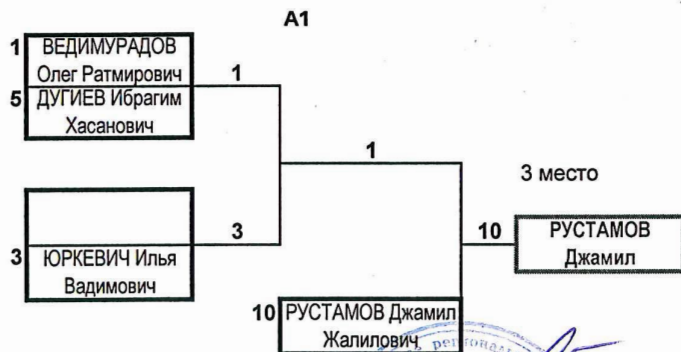 А1
1 ВЕДИМУРАДОВ
Олег Ратмирович
1
5 ДУГИЕВ Ибрагим
Хасанович
1
3 место
3
3 ЮРКЕВИЧ Илья
Вадимович
10
РУСТАМОВ
Джамил
10 РУСТАМОВ Джамил
Жалилович